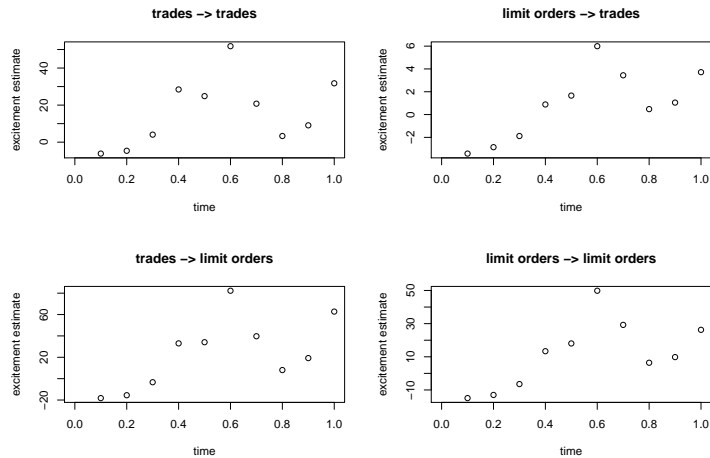 trades −> trades
excitement estimate
0 20 40
0.0 0.2 0.4 0.6 0.8 1.0
time
limit orders −> trades
excitement estimate
−2 0 2 4 6
0.0 0.2 0.4 0.6 0.8 1.0
time
trades −> limit orders
excitement estimate
−20 20 60
0.0 0.2 0.4 0.6 0.8 1.0
time
limit orders −> limit orders
excitement estimate
−10 10 30 50
0.0 0.2 0.4 0.6 0.8 1.0
time